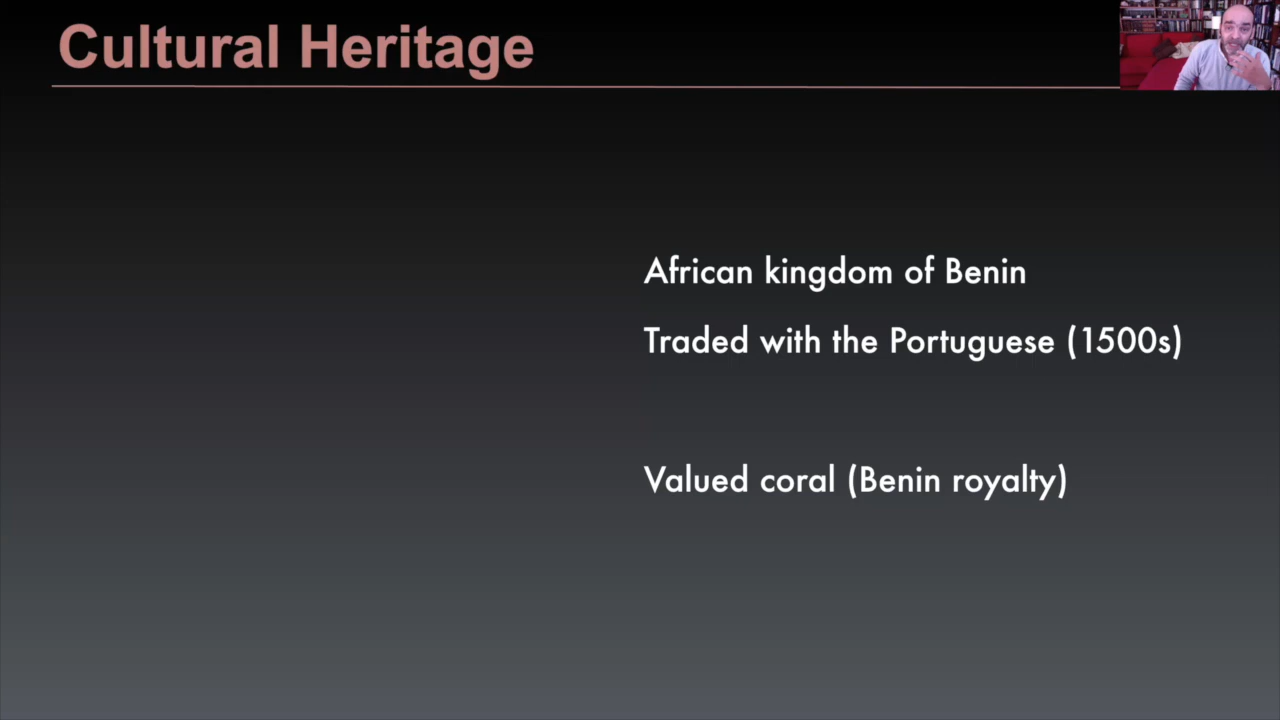 Cultural Heritage
African kingdom of Benin
Traded with the Portuguese (1500s)
Valued coral (Benin royalty)